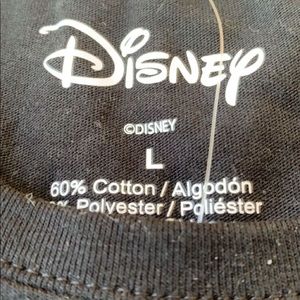 Disney
©DISNEY
L
60% Cotton / Algodón
% Polyester / Poliéster